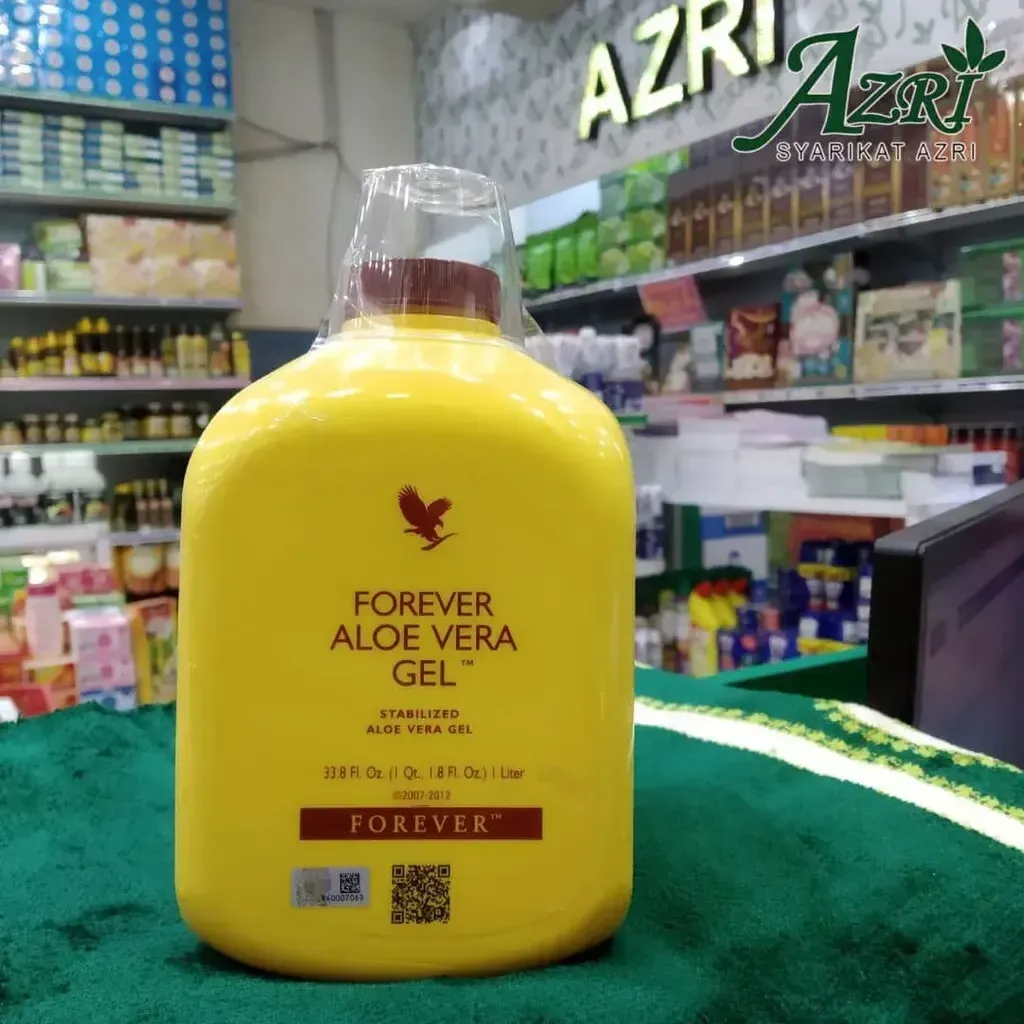 AZRI
AZRI
SYARIKAT AZRI
FOREVER
ALOE VERA
GEL™
STABILIZED
ALOE VERA GEL
33.8 Fl. Oz. (1 Qt., 1.8 Fl. Oz.) 1 Liter
©2007-2012
FOREVER™